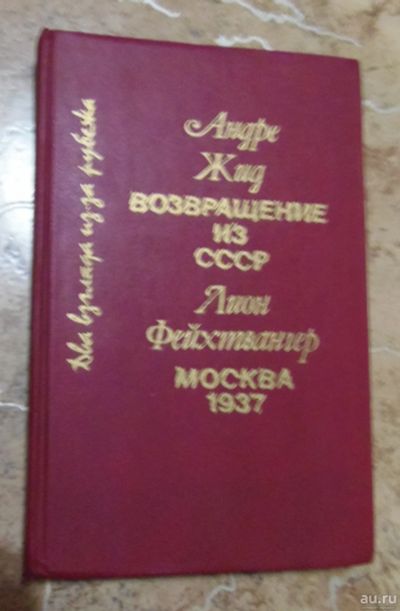 Два взгляда из-за рубежа
Андре
Жид
ВОЗВРАЩЕНИЕ
ИЗ
СССР
Лион
Фейхтвангер
МОСКВА
1937
au.ru